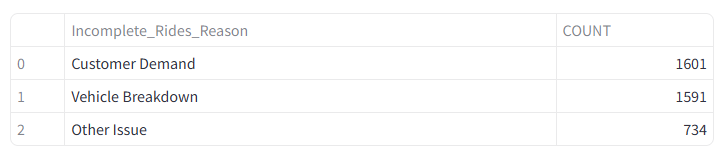 Incomplete_Rides_Reason COUNT
0 Customer Demand 1601
1 Vehicle Breakdown 1591
2 Other Issue 734